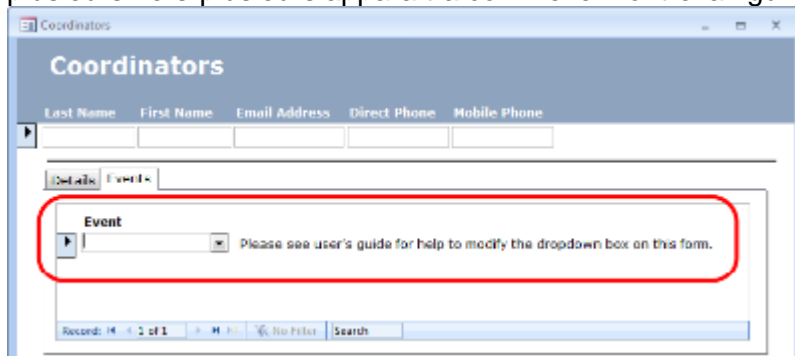 Coordinators
Coordinators
Last Name First Name Email Address Direct Phone Mobile Phone
Details Events
Event
Please see user's guide for help to modify the dropdown box on this form.
Record: 1 of 1 No Filter Search